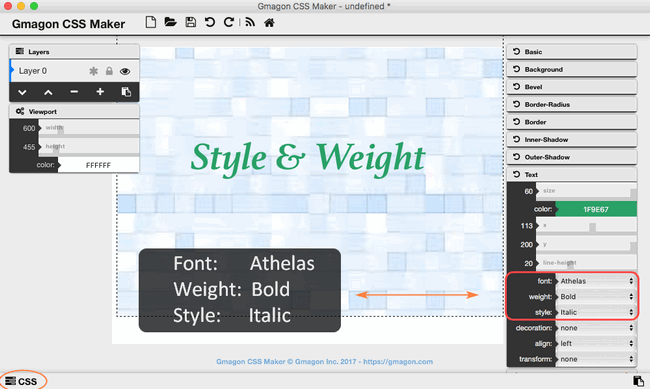 Gmagon CSS Maker - undefined *
Gmagon CSS Maker
Layers
Layer 0
Viewport
600 width
455 height
color: FFFFFF
Style & Weight
Font: Athelas
Weight: Bold
Style: Italic
Gmagon CSS Maker © Gmagon Inc. 2017 - https://gmagon.com
Basic
Background
Bevel
Border-Radius
Border
Inner-Shadow
Outer-Shadow
Text
60 size
color: 1F9E67
113 x
200 y
20 line-height
font: Athelas
weight: Bold
style: Italic
decoration: none
align: left
transform: none
CSS